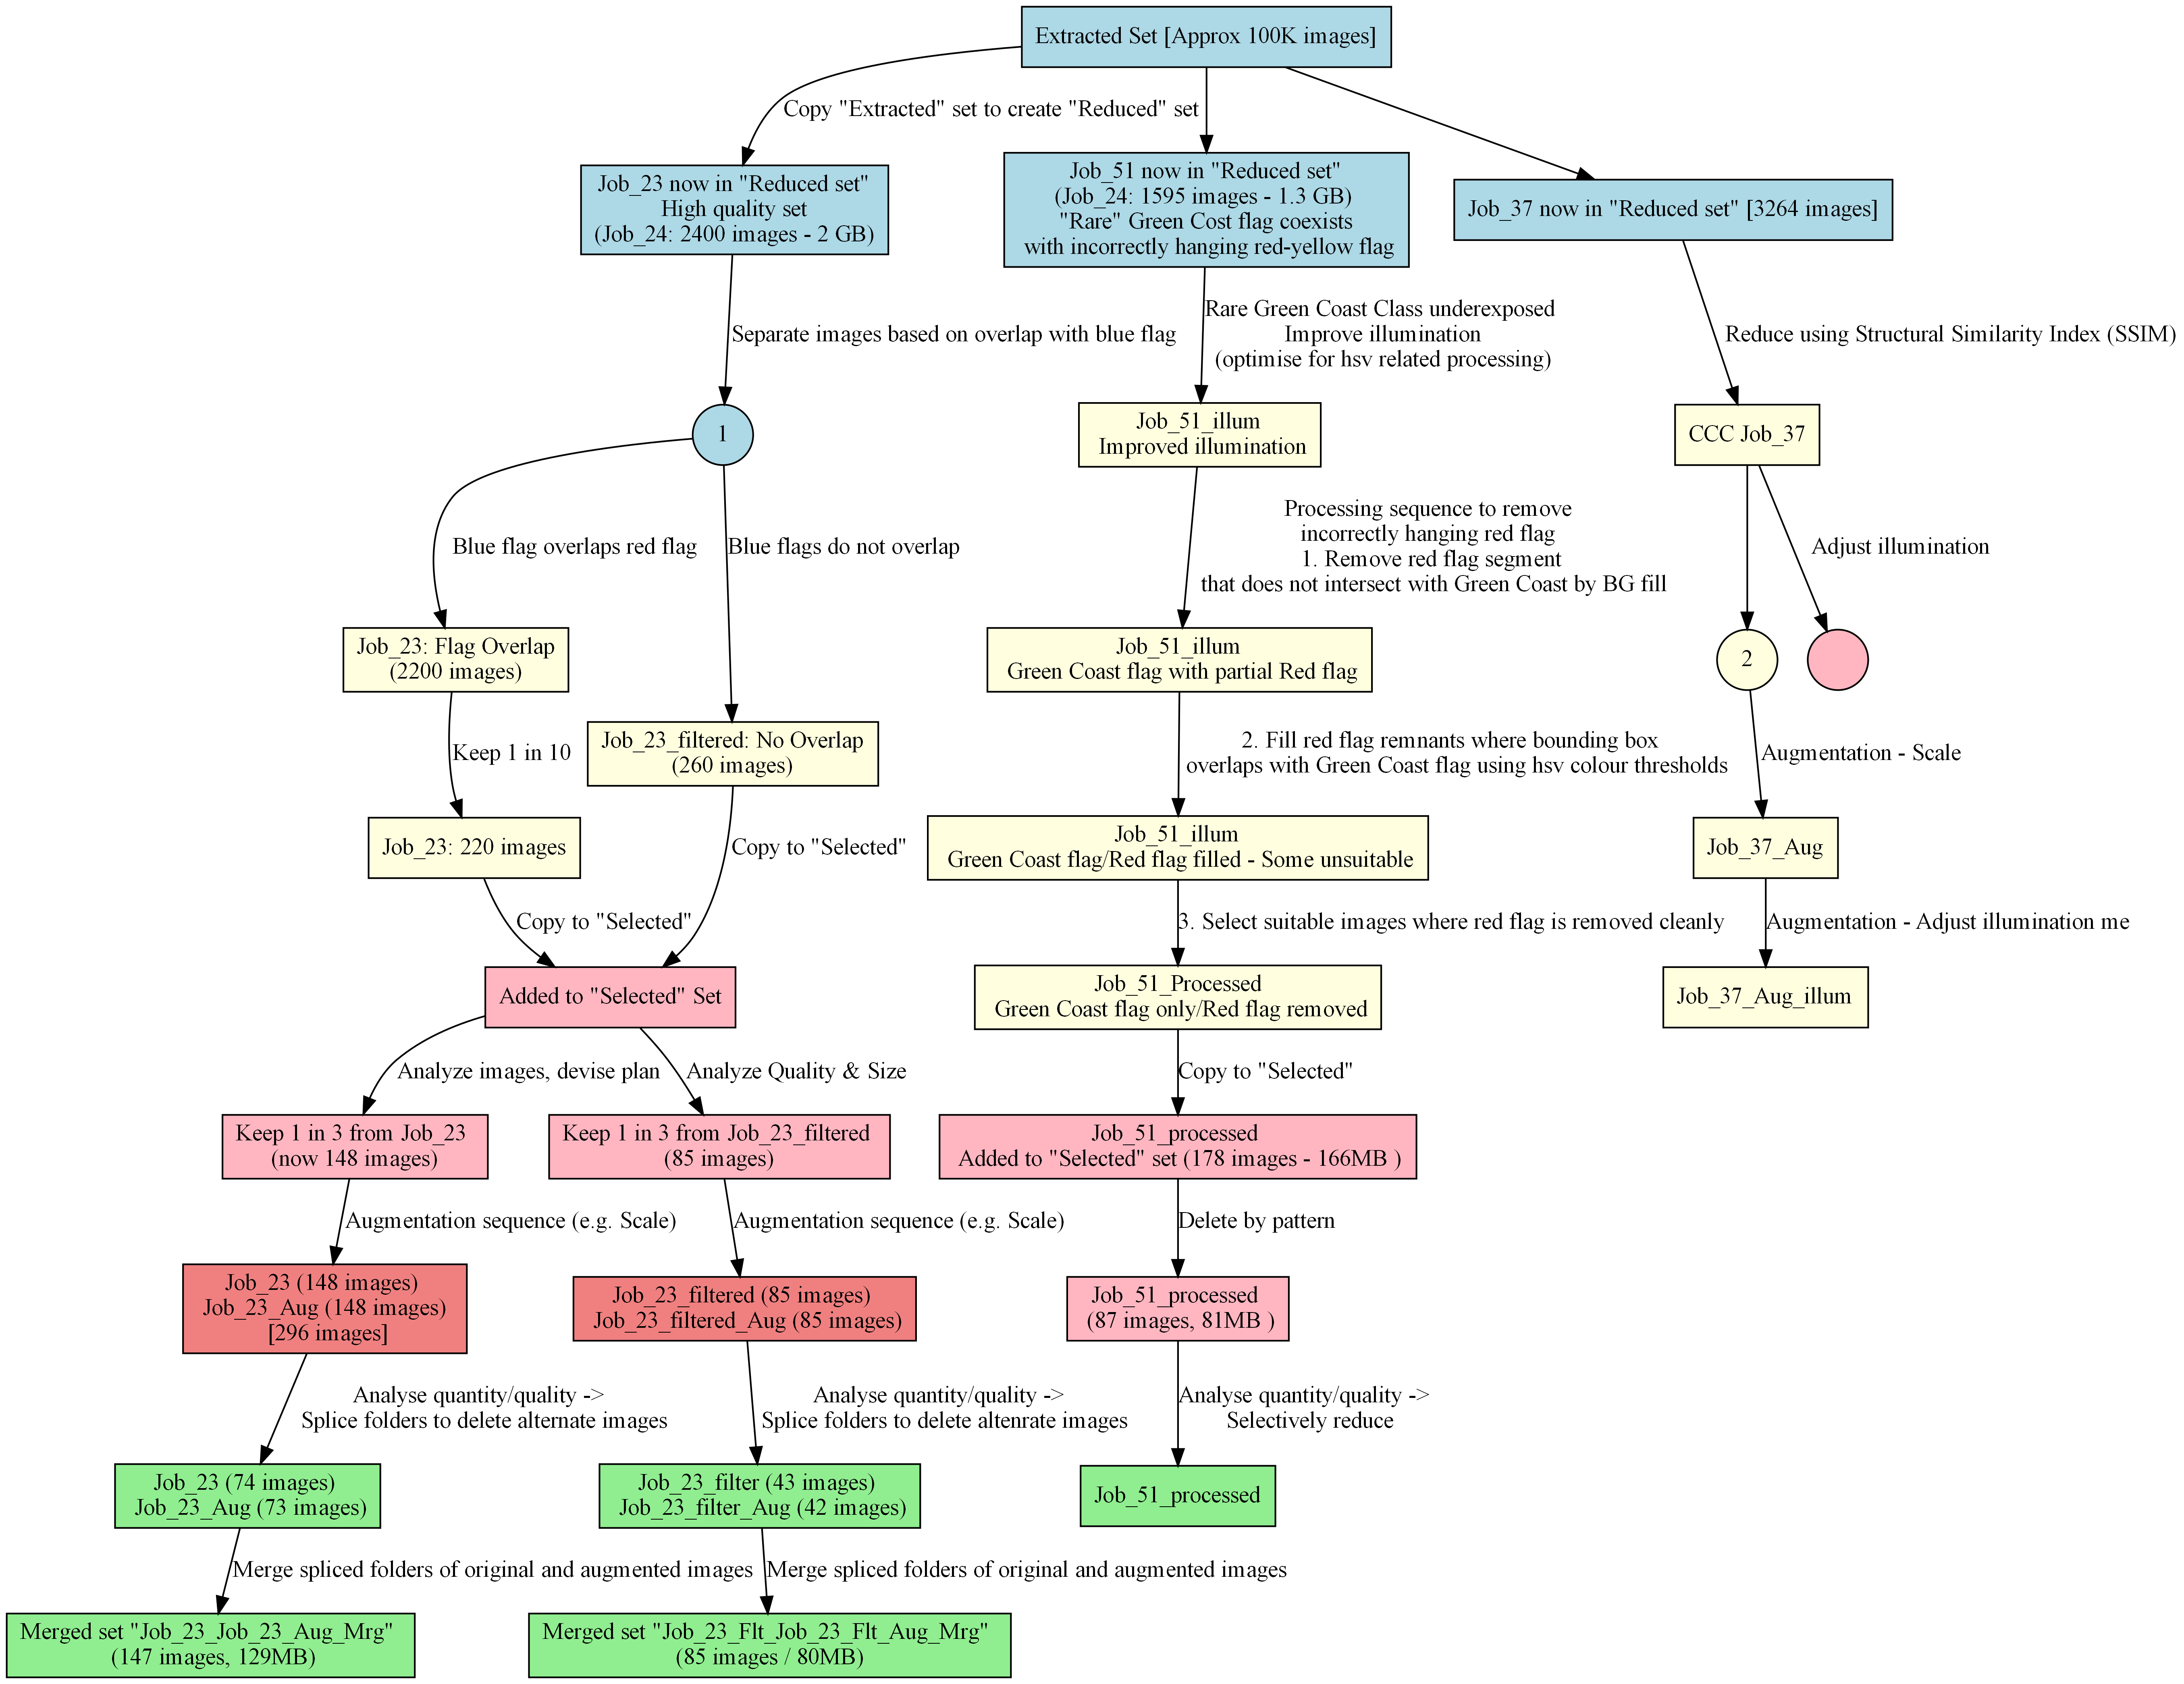 Extracted Set [Approx 100K images]
Copy "Extracted" set to create "Reduced" set
Job_23 now in "Reduced set"
High quality set
(Job_24: 2400 images - 2 GB)
Job_51 now in "Reduced set"
(Job_24: 1595 images - 1.3 GB)
"Rare" Green Cost flag coexists
with incorrectly hanging red-yellow flag
Job_37 now in "Reduced set" [3264 images]
Separate images based on overlap with blue flag
Rare Green Coast Class underexposed
Improve illumination
(optimise for hsv related processing)
Reduce using Structural Similarity Index (SSIM)
1
Job_51_illum
Improved illumination
CCC Job_37
Blue flag overlaps red flag
Blue flags do not overlap
Processing sequence to remove
incorrectly hanging red flag
1. Remove red flag segment
that does not intersect with Green Coast by BG fill
Adjust illumination
Job_23: Flag Overlap
(2200 images)
Job_51_illum
Green Coast flag with partial Red flag
2
Keep 1 in 10
Job_23_filtered: No Overlap
(260 images)
2. Fill red flag remnants where bounding box
overlaps with Green Coast flag using hsv colour thresholds
Augmentation - Scale
Job_23: 220 images
Copy to "Selected"
Job_51_illum
Green Coast flag/Red flag filled - Some unsuitable
Job_37_Aug
Copy to "Selected"
3. Select suitable images where red flag is removed cleanly
Augmentation - Adjust illumination me
Added to "Selected" Set
Job_51_Processed
Green Coast flag only/Red flag removed
Job_37_Aug_illum
Analyze images, devise plan
Analyze Quality & Size
Copy to "Selected"
Keep 1 in 3 from Job_23
(now 148 images)
Keep 1 in 3 from Job_23_filtered
(85 images)
Job_51_processed
Added to "Selected" set (178 images - 166MB )
Augmentation sequence (e.g. Scale)
Augmentation sequence (e.g. Scale)
Delete by pattern
Job_23 (148 images)
Job_23_Aug (148 images)
[296 images]
Job_23_filtered (85 images)
Job_23_filtered_Aug (85 images)
Job_51_processed
(87 images, 81MB )
Analyse quantity/quality ->
Splice folders to delete alternate images
Analyse quantity/quality ->
Splice folders to delete altenrate images
Analyse quantity/quality ->
Selectively reduce
Job_23 (74 images)
Job_23_Aug (73 images)
Job_23_filter (43 images)
Job_23_filter_Aug (42 images)
Job_51_processed
Merge spliced folders of original and augmented images
Merge spliced folders of original and augmented images
Merged set "Job_23_Job_23_Aug_Mrg"
(147 images, 129MB)
Merged set "Job_23_Flt_Job_23_Flt_Aug_Mrg"
(85 images / 80MB)